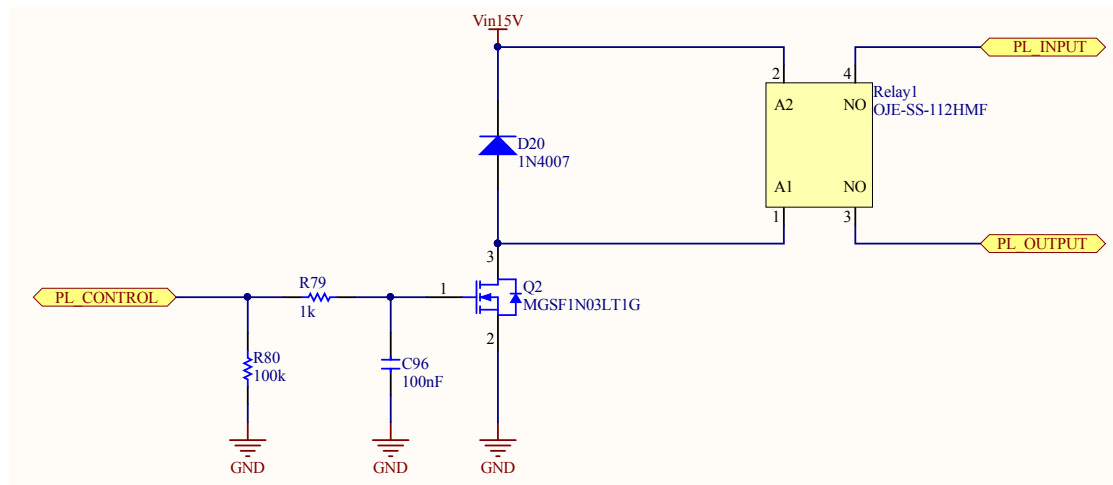 Vin15V
PL_INPUT
2
4
Relay1
OJE-SS-112HMF
A2
NO
D20
1N4007
A1
NO
1
3
PL_OUTPUT
3
PL_CONTROL
R79
1k
1
Q2
MGSF1N03LT1G
2
R80
100k
C96
100nF
GND
GND
GND